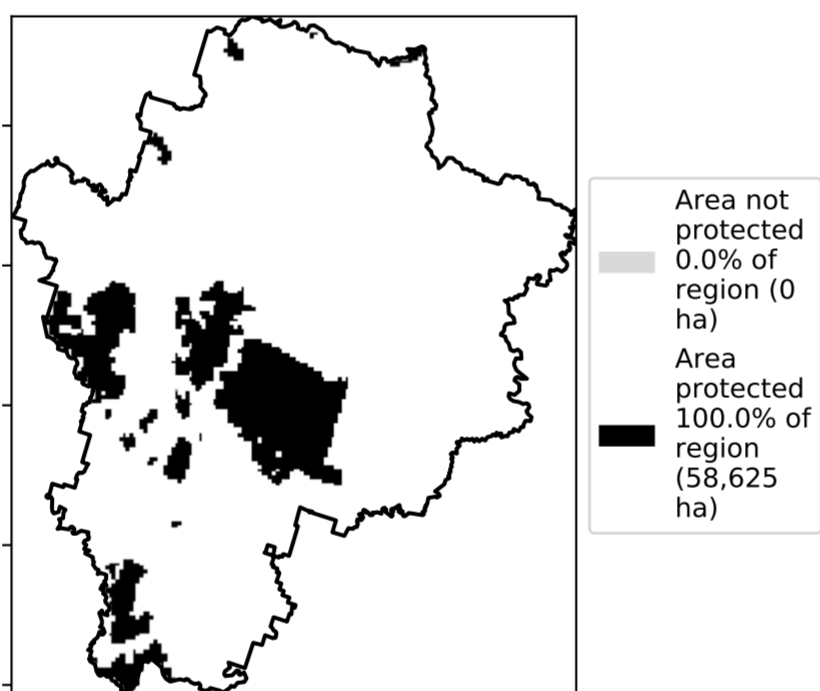 Area not
protected
0.0% of
region (0
ha)
Area
protected
100.0% of
region
(58,625
ha)